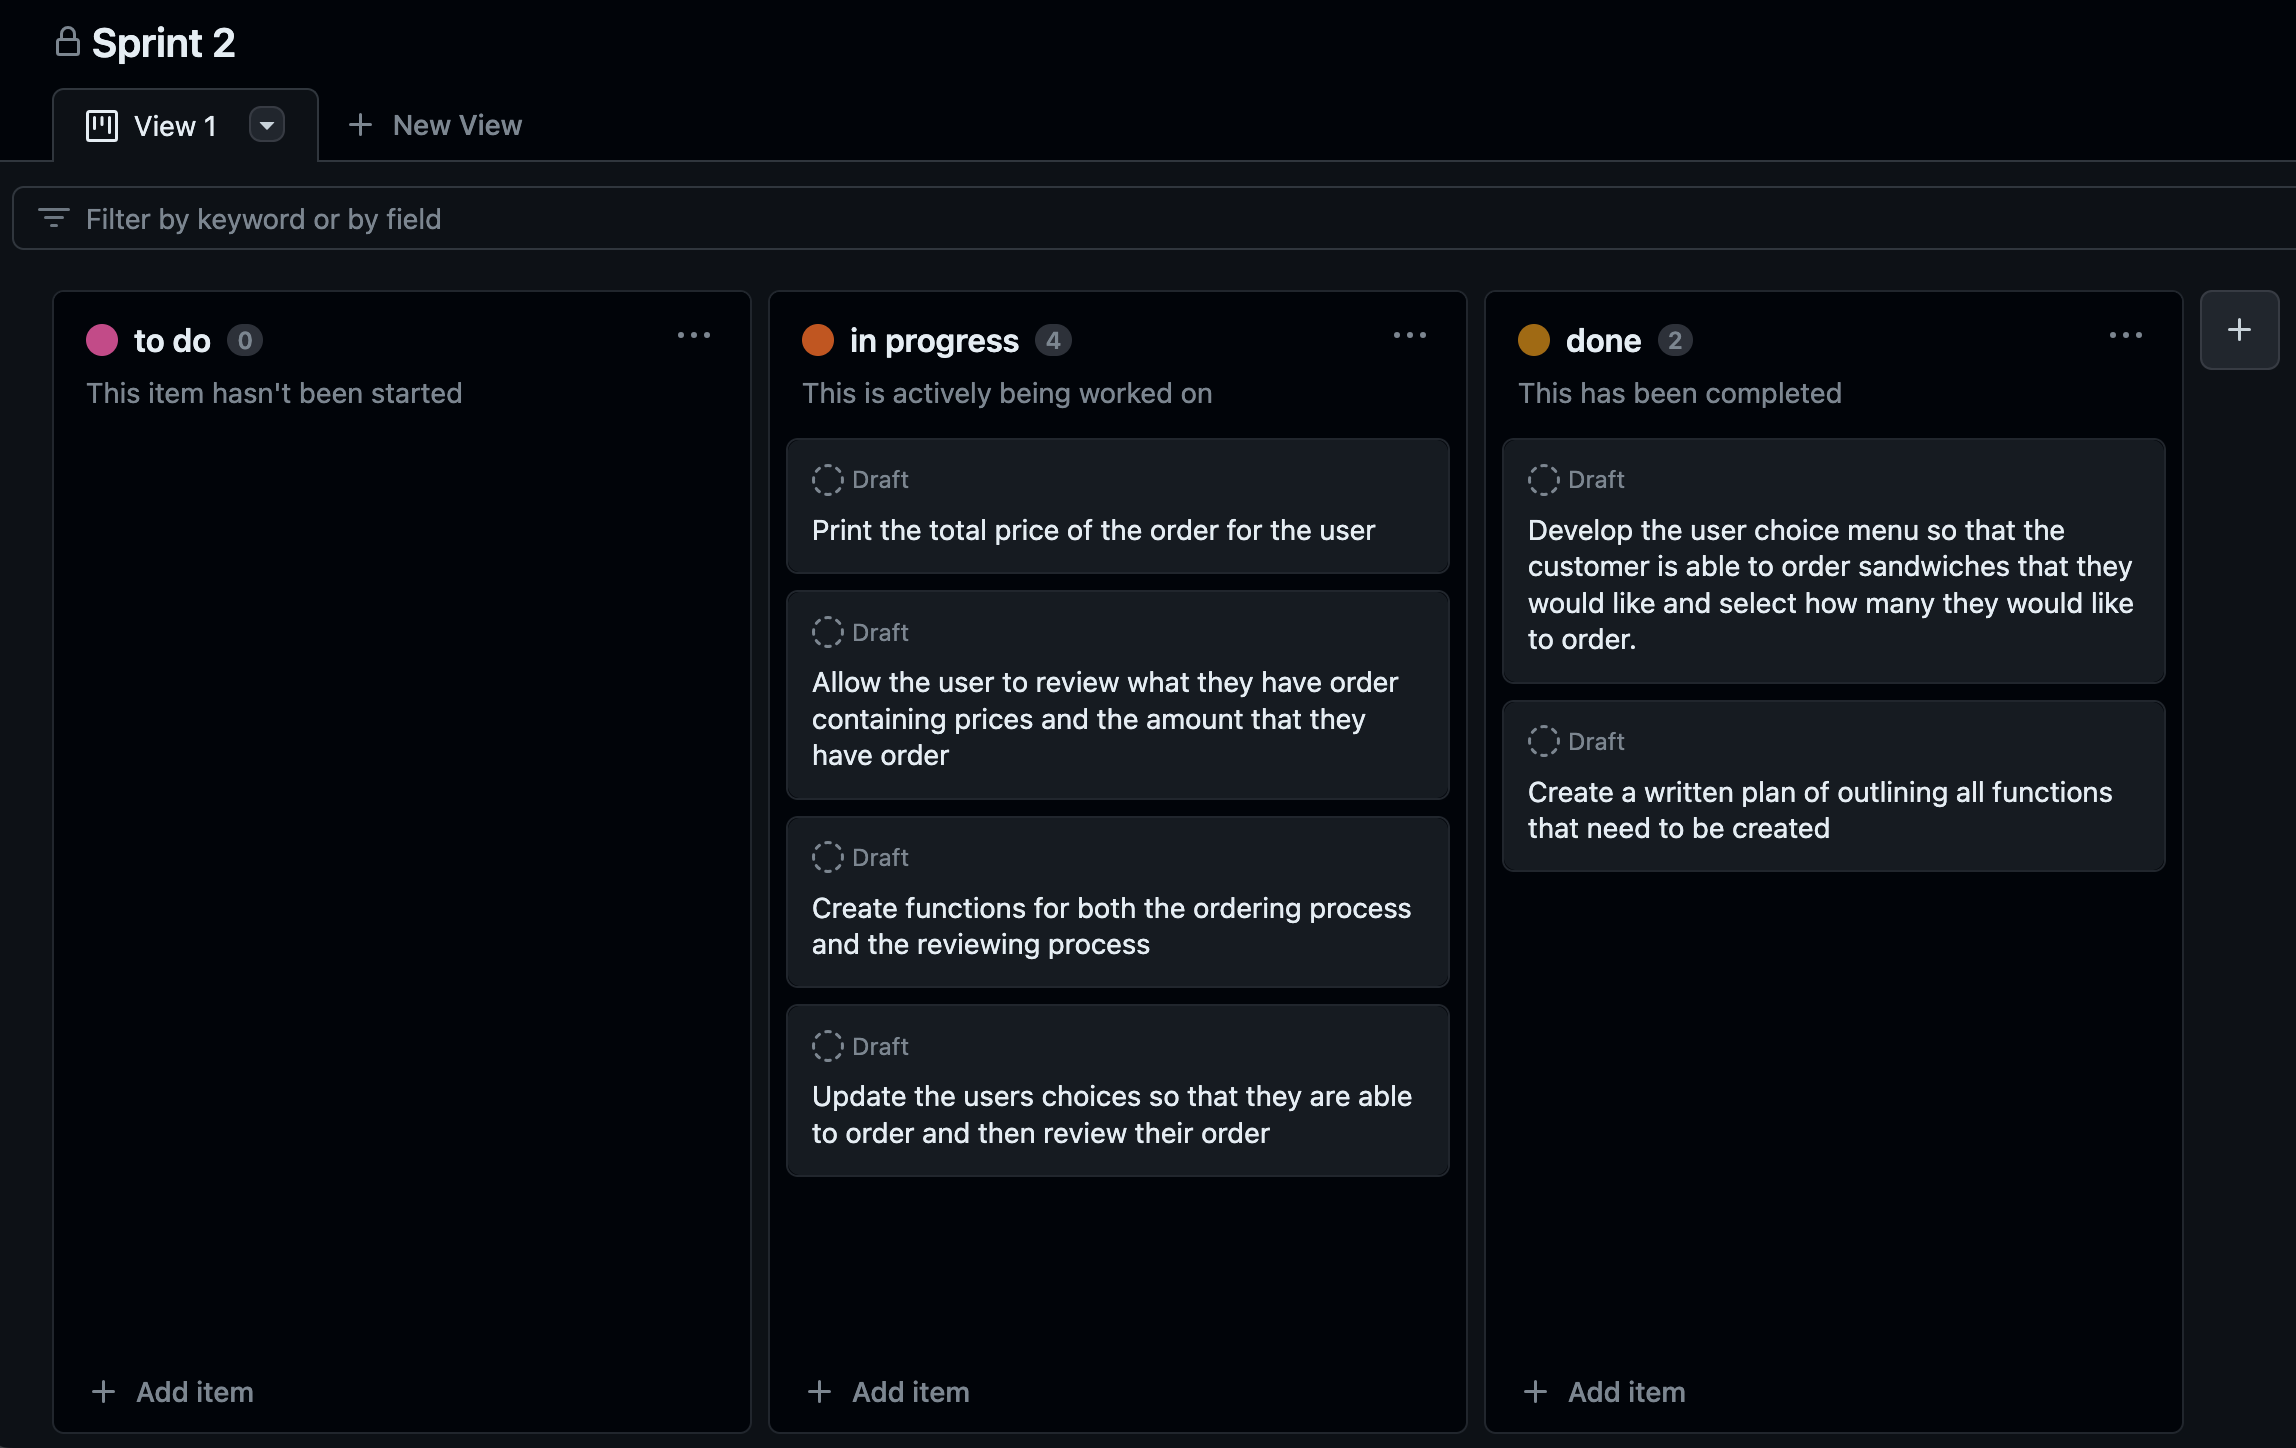 Sprint 2
View 1
New View
Filter by keyword or by field
to do 0
This item hasn't been started
Add item
in progress 4
This is actively being worked on
Draft
Print the total price of the order for the user
Draft
Allow the user to review what they have order
containing prices and the amount that they
have order
Draft
Create functions for both the ordering process
and the reviewing process
Draft
Update the users choices so that they are able
to order and then review their order
Add item
done 2
This has been completed
Draft
Develop the user choice menu so that the
customer is able to order sandwiches that they
would like and select how many they would like
to order.
Draft
Create a written plan of outlining all functions
that need to be created
Add item